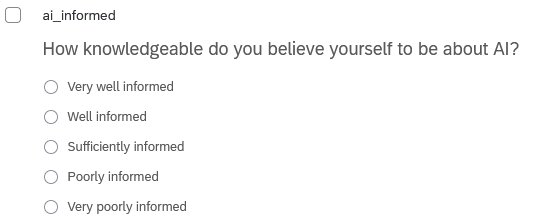 ai_informed
How knowledgeable do you believe yourself to be about AI?
Very well informed
Well informed
Sufficiently informed
Poorly informed
Very poorly informed